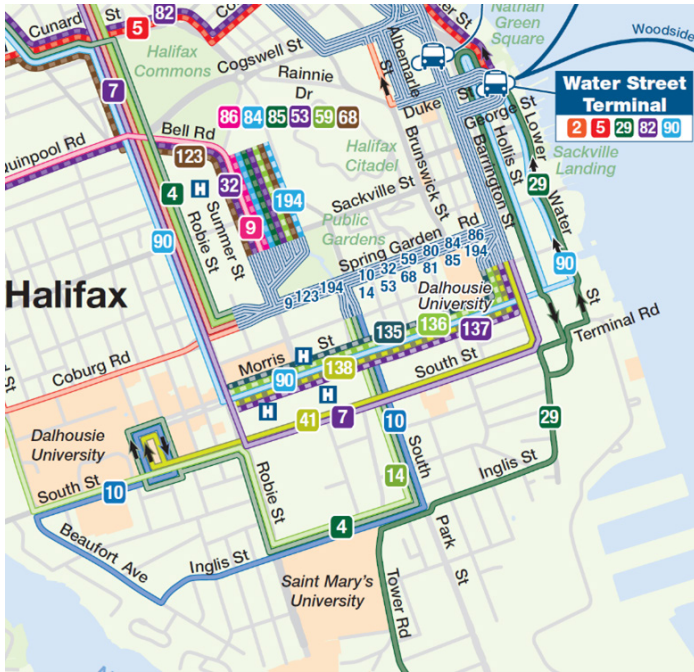 Cunard St
82
5
Halifax
Commons
Cogswell St
Rainnie
Dr
Albemarle
St
Nathan
Green
Square
Woodside
Water Street
Terminal
2 5 29 82 90
Duke St
George St
Lower
Water
St
Hollis St
Barrington St
Sackville
Landing
7
Bell Rd
123
86 84 85 53 59 68
Halifax
Citadel
Brunswick St
Quinpool Rd
4
H
32
194
9
Summer St
Robie St
Sackville St
Public
Gardens
29
90
90
Halifax
Spring Garden Rd
9 123 194
10 32 59 80 84 86
14 53 68 81 85 194
Dalhousie
University
Terminal Rd
Coburg Rd
Morris St
135
136
137
H
90
138
H
H
South St
41
7
Dalhousie
University
10
South
Park
St
29
South St
10
Robie St
14
Inglis St
4
Beaufort Ave
Inglis St
Saint Mary's
University
Tower Rd